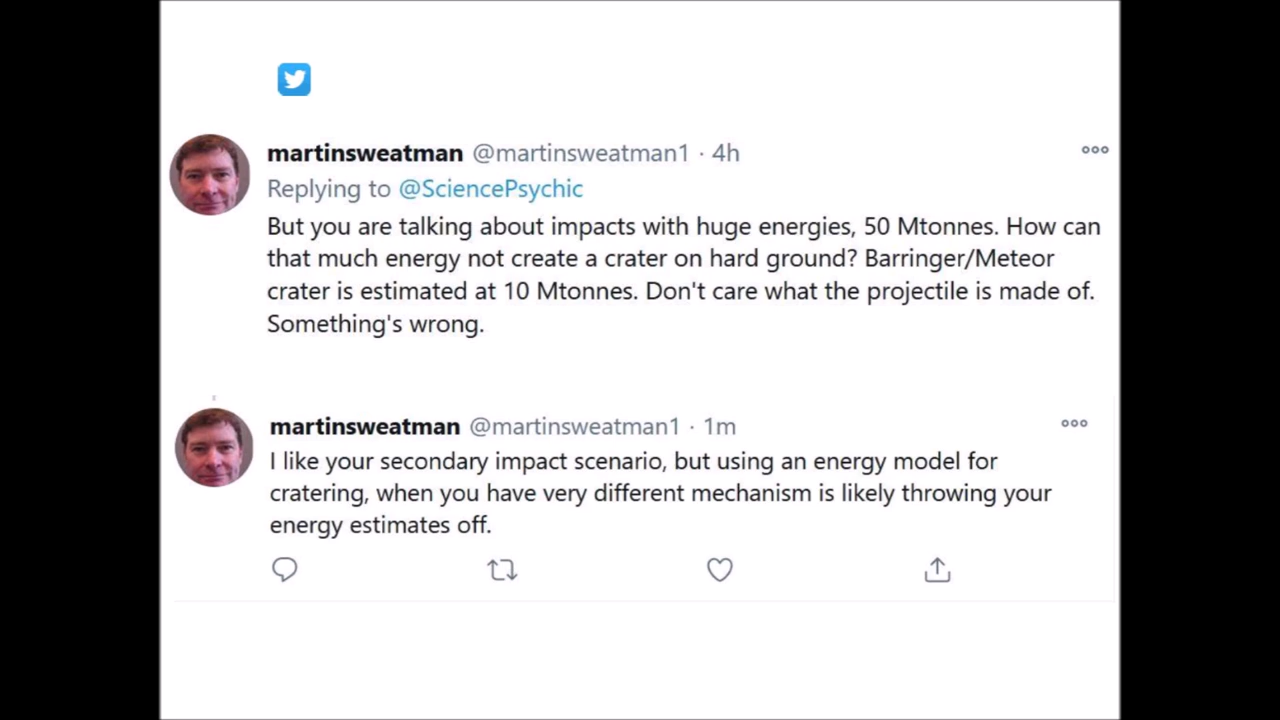 martinsweatman @martinsweatman1 · 4h
Replying to @SciencePsychic
But you are talking about impacts with huge energies, 50 Mtonnes. How can
that much energy not create a crater on hard ground? Barringer/Meteor
crater is estimated at 10 Mtonnes. Don't care what the projectile is made of.
Something's wrong.
martinsweatman @martinsweatman1 · 1m
I like your secondary impact scenario, but using an energy model for
cratering, when you have very different mechanism is likely throwing your
energy estimates off.